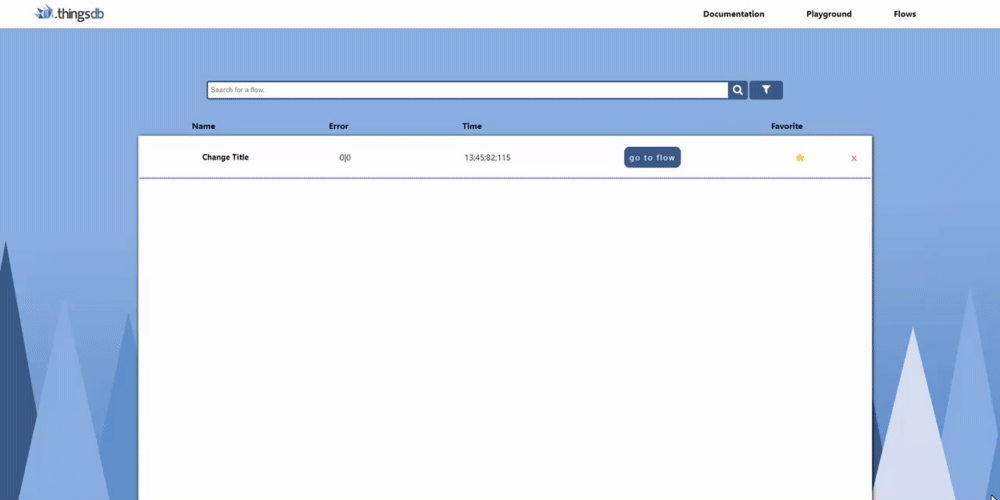 .thingsdb
Documentation Playground Flows
Search for a flow..
Name Error Time Favorite
Change Title 0|0 13;45;82;115 go to flow x